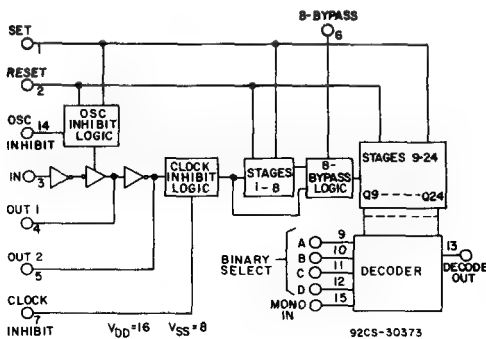 8-BYPASS
6
SET
1
RESET
2
OSC 14
INHIBIT
OSC
INHIBIT
LOGIC
IN
3
OUT 1
4
OUT 2
5
CLOCK
INHIBIT
7
CLOCK
INHIBIT
LOGIC
STAGES
1-8
8-
BYPASS
LOGIC
STAGES 9-24
Q9 ----- Q24
BINARY
SELECT
A 9
B 10
C 11
D 12
MONO 15
IN
DECODER
13
DECODE
OUT
VDD=16 VSS=8
92CS-30373